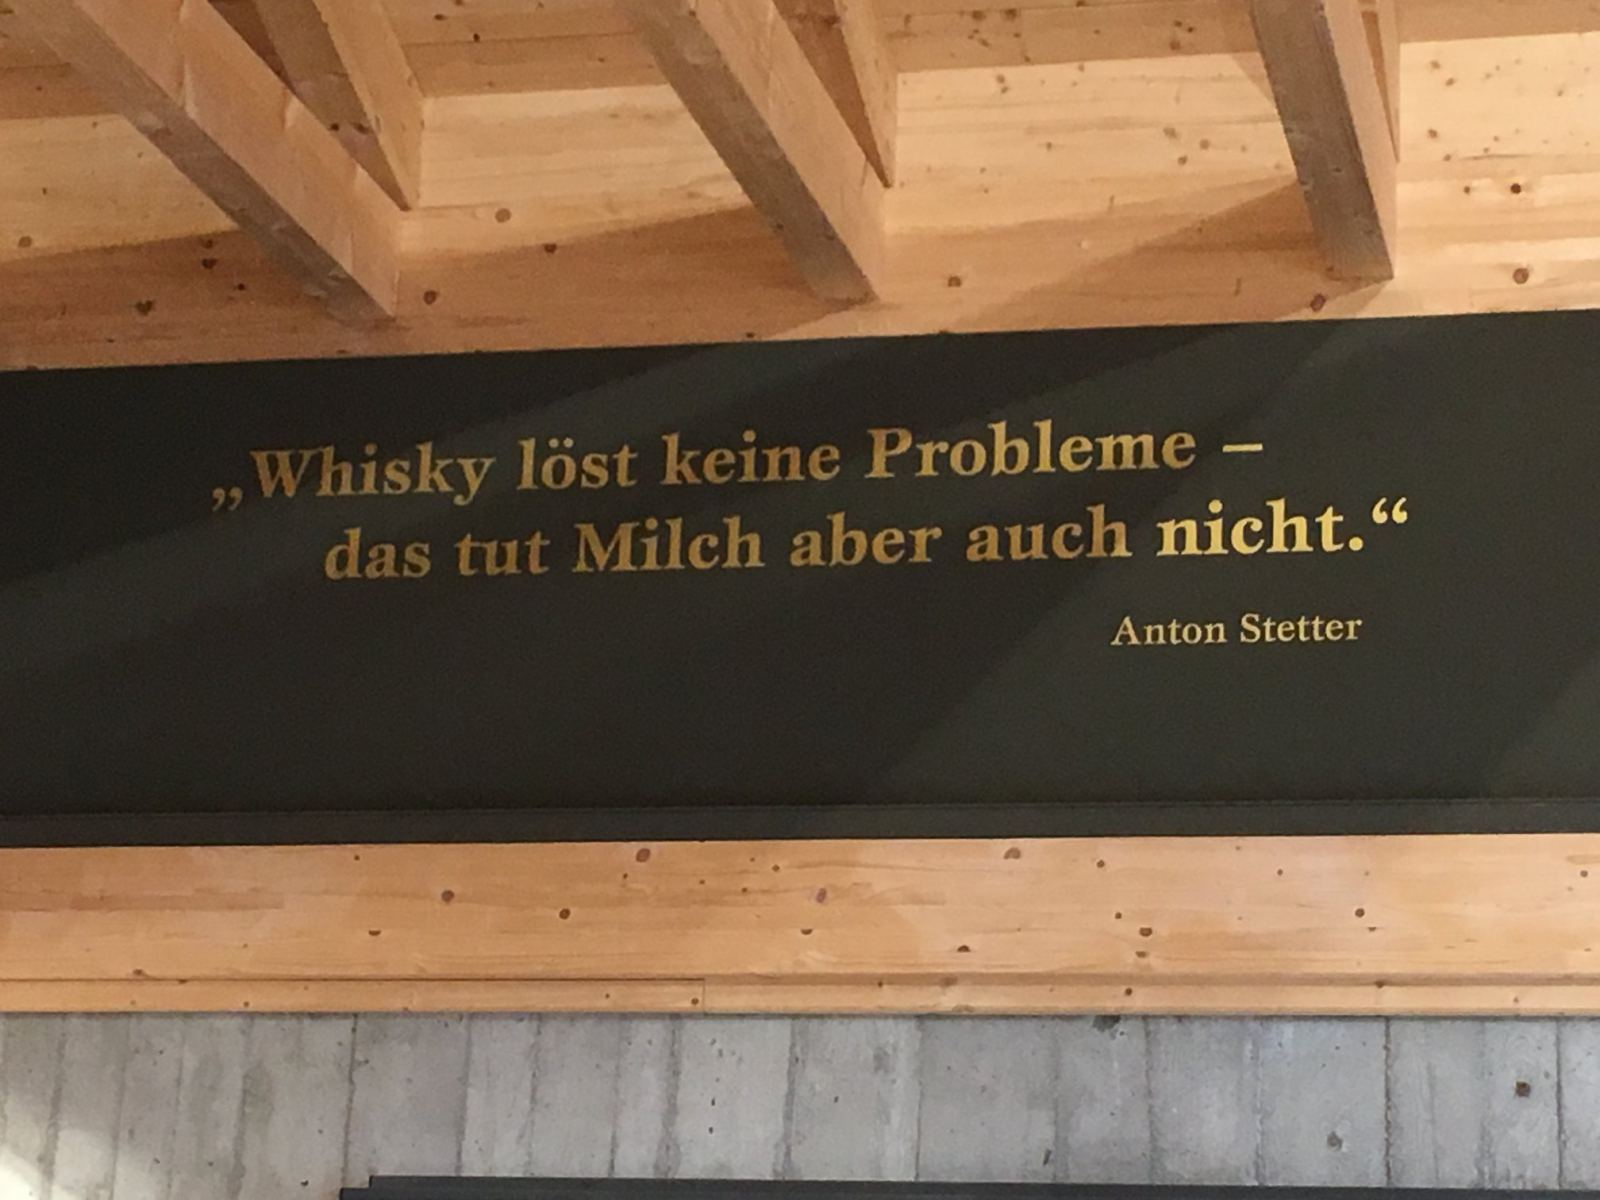 „Whisky löst keine Probleme –
das tut Milch aber auch nicht.“
Anton Stetter